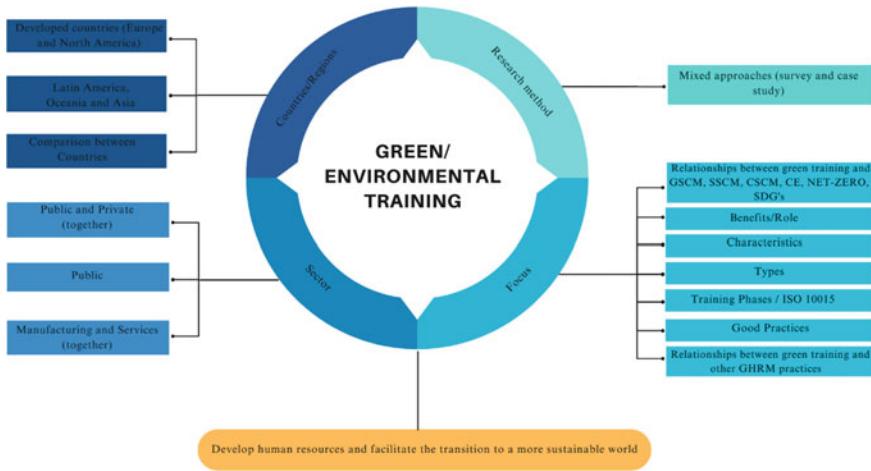 Developed countries (Europe
and North America)
Latin America,
Oceania and Asia
Comparison between
Countries
Public and Private
(together)
Public
Manufacturing and Services
(together)
Countries/Regions
Research method
Sector
Focus
GREEN/
ENVIRONMENTAL
TRAINING
Mixed approaches (survey and case
study)
Relationships between green training and
GSCM, SSCM, CSCM, CE, NET-ZERO,
SDG's
Benefits/Role
Characteristics
Types
Training Phases / ISO 10015
Good Practices
Relationships between green training and
other GHRM practices
Develop human resources and facilitate the transition to a more sustainable world